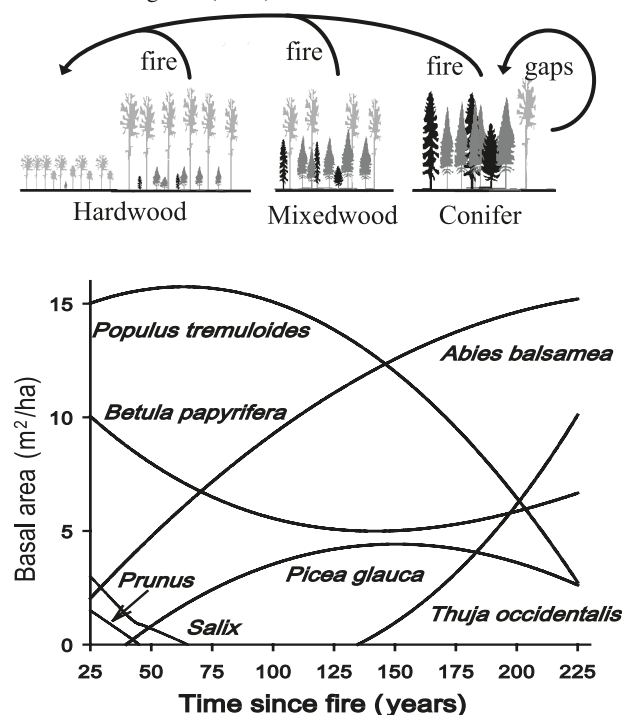 fire
fire
fire
gaps
Hardwood
Mixedwood
Conifer
15
10
5
0
Basal area (m²/ha)
Populus tremuloides
Abies balsamea
Betula papyrifera
Prunus
Picea glauca
Salix
Thuja occidentalis
25 50 75 100 125 150 175 200 225
Time since fire (years)